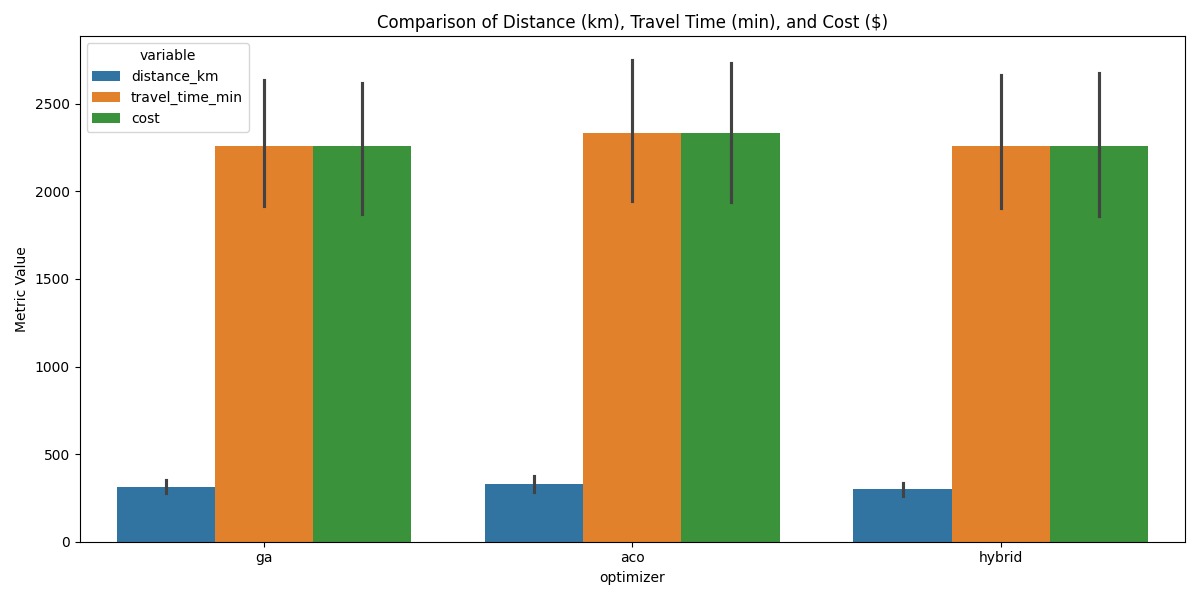 Comparison of Distance (km), Travel Time (min), and Cost ($)
variable
distance_km
travel_time_min
cost
Metric Value
2500
2000
1500
1000
500
0
ga
aco
hybrid
optimizer